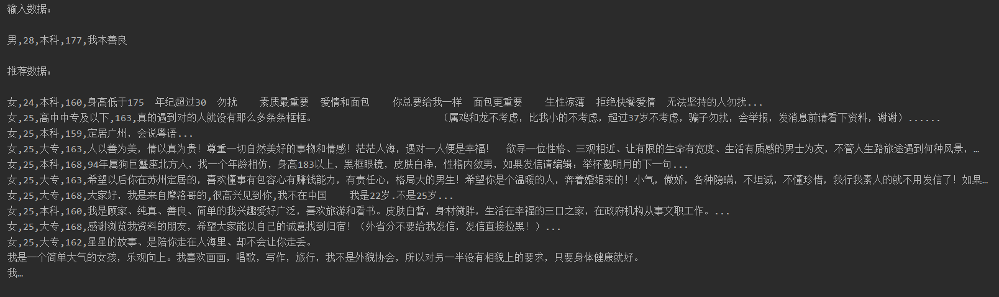 输入数据:
男,28,本科,177,我本善良
推荐数据:
女,24,本科,160,身高低于175  年纪超过30  勿扰    素质最重要  爱情和面包    你总要给我一样  面包更重要    生性凉薄  拒绝快餐爱情  无法坚持的人勿扰...
女,25,高中中专及以下,163,真的遇到对的人就没有那么多条条框框。                    （属鸡和龙不考虑，比我小的不考虑，超过37岁不考虑，骗子勿扰，会举报，发消息前请看下资料，谢谢）......
女,25,本科,159,定居广州，会说粤语...
女,25,大专,163,人以善为美，情以真为贵！尊重一切自然美好的事物和情感！茫茫人海，遇对一人便是幸福！  欲寻一位性格、三观相近、让有限的生命有宽度、生活有质感的男士为友，不管人生路旅途遇到何种风景，…
女,25,本科,168,94年属狗巨蟹座北方人，找一个年龄相仿，身高183以上，黑框眼镜，皮肤白净，性格内敛男，如果发信请编辑：举杯邀明月的下一句...
女,25,大专,163,希望以后你在苏州定居的，喜欢懂事有包容心有赚钱能力，有责任心，格局大的男生！希望你是个温暖的人，奔着婚姻来的！小气，傲娇，各种隐瞒，不坦诚，不懂珍惜，我行我素人的就不用发信了！如果…
女,25,大专,168,大家好，我是来自摩洛哥的,很高兴见到你,我不在中国    我是22岁.不是25岁...
女,25,本科,160,我是顾家、纯真、善良、简单的我兴趣爱好广泛，喜欢旅游和看书。皮肤白皙，身材微胖，生活在幸福的三口之家，在政府机构从事文职工作。...
女,25,大专,168,感谢浏览我资料的朋友，希望大家能以自己的诚意找到归宿！（外省分不要给我发信，发信直接拉黑！）...
女,25,大专,162,星星的故事、是陪你走在人海里、却不会让你走丢。
我是一个简单大气的女孩，乐观向上。我喜欢画画，唱歌，写作，旅行，我不是外貌协会，所以对另一半没有相貌上的要求，只要身体健康就好。
我…